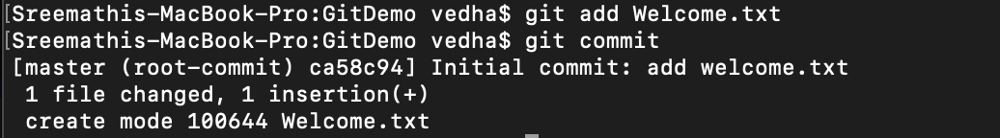 [Sreemathis-MacBook-Pro:GitDemo vedha$ git add Welcome.txt
[Sreemathis-MacBook-Pro:GitDemo vedha$ git commit
[master (root-commit) ca58c94] Initial commit: add welcome.txt
1 file changed, 1 insertion(+)
create mode 100644 Welcome.txt